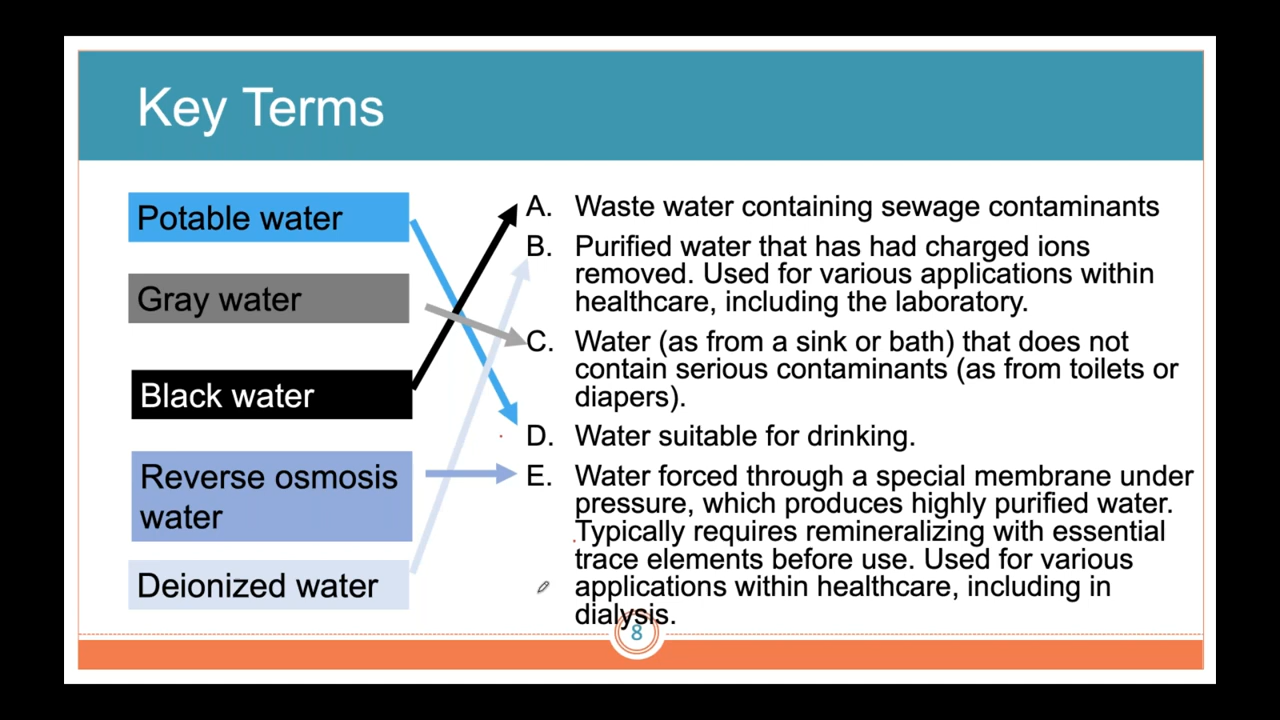 Key Terms
Potable water
Gray water
Black water
Reverse osmosis
water
Deionized water
A. Waste water containing sewage contaminants
B. Purified water that has had charged ions
removed. Used for various applications within
healthcare, including the laboratory.
C. Water (as from a sink or bath) that does not
contain serious contaminants (as from toilets or
diapers).
D. Water suitable for drinking.
E. Water forced through a special membrane under
pressure, which produces highly purified water.
Typically requires remineralizing with essential
trace elements before use. Used for various
applications within healthcare, including in
dialysis.
8